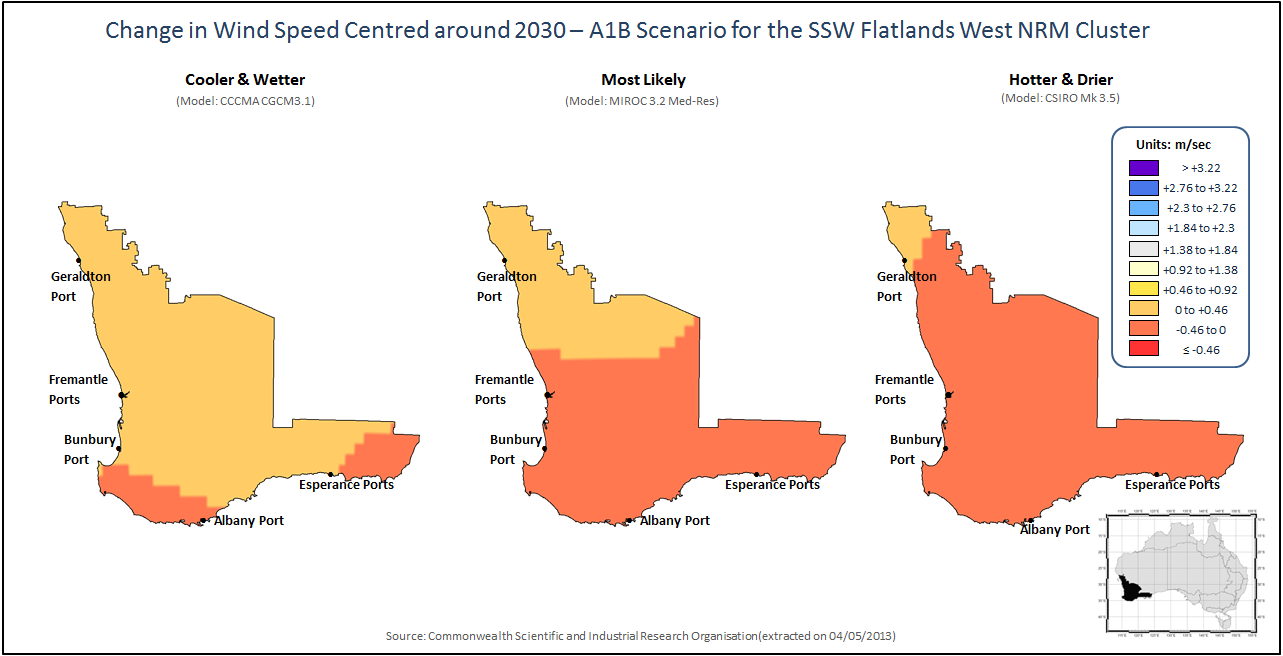 Change in Wind Speed Centred around 2030 – A1B Scenario for the SSW Flatlands West NRM Cluster
Cooler & Wetter
(Model: CCCMA CGCM3.1)
Most Likely
(Model: MIROC 3.2 Med-Res)
Hotter & Drier
(Model: CSIRO Mk 3.5)
Units: m/sec
> +3.22
+2.76 to +3.22
+2.3 to +2.76
+1.84 to +2.3
+1.38 to +1.84
+0.92 to +1.38
+0.46 to +0.92
0 to +0.46
-0.46 to 0
≤ -0.46
Geraldton
Port
Fremantle
Ports
Bunbury
Port
Esperance Ports
Albany Port
Geraldton
Port
Fremantle
Ports
Bunbury
Port
Esperance Ports
Albany Port
Geraldton
Port
Fremantle
Ports
Bunbury
Port
Esperance Ports
Albany Port
Source: Commonwealth Scientific and Industrial Research Organisation(extracted on 04/05/2013)